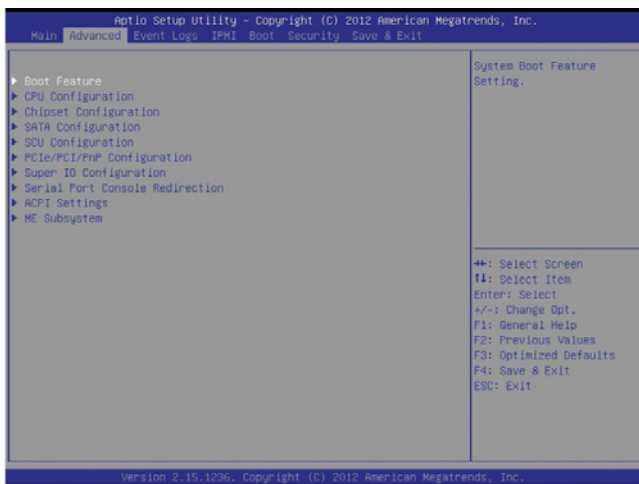 Aptio Setup Utility - Copyright (C) 2012 American Megatrends, Inc.
Main Advanced Event Logs IPMI Boot Security Save & Exit
Boot Feature
CPU Configuration
Chipset Configuration
SATA Configuration
SCU Configuration
PCIe/PCI/PnP Configuration
Super IO Configuration
Serial Port Console Redirection
ACPI Settings
ME Subsystem
System Boot Feature
Setting.
→←: Select Screen
↑↓: Select Item
Enter: Select
+/-: Change Opt.
F1: General Help
F2: Previous Values
F3: Optimized Defaults
F4: Save & Exit
ESC: Exit
Version 2.15.1236. Copyright (C) 2012 American Megatrends, Inc.